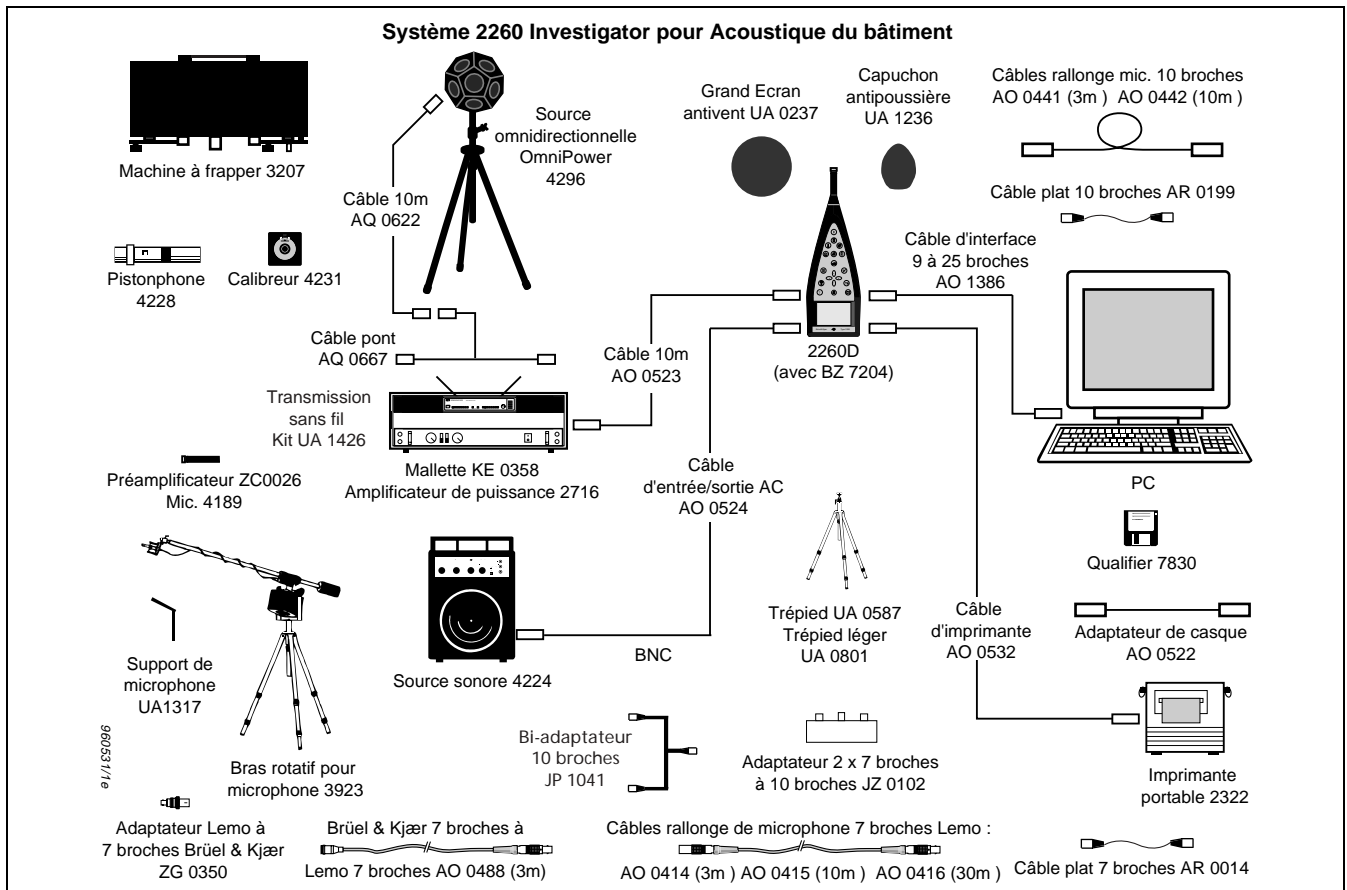 Système 2260 Investigator pour Acoustique du bâtiment
Machine à frapper 3207
Source
omnidirectionnelle
OmniPower
4296
Grand Ecran
antivent UA 0237
Capuchon
antipoussière
UA 1236
Câbles rallonge mic. 10 broches
AO 0441 (3m ) AO 0442 (10m )
Câble plat 10 broches AR 0199
Câble 10m
AQ 0622
Pistonphone
4228
Calibreur 4231
Câble d'interface
9 à 25 broches
AO 1386
Câble pont
AQ 0667
Câble 10m
AO 0523
2260D
(avec BZ 7204)
Transmission
sans fil
Kit UA 1426
Mallette KE 0358
Amplificateur de puissance 2716
Préamplificateur ZC0026
Mic. 4189
Câble
d'entrée/sortie AC
AO 0524
PC
Qualifier 7830
Trépied UA 0587
Trépied léger
UA 0801
Câble
d'imprimante
AO 0532
Adaptateur de casque
AO 0522
Support de
microphone
UA1317
Source sonore 4224
BNC
960531/1e
Bras rotatif pour
microphone 3923
Bi-adaptateur
10 broches
JP 1041
Adaptateur 2 x 7 broches
à 10 broches JZ 0102
Imprimante
portable 2322
Adaptateur Lemo à
7 broches Brüel & Kjær
ZG 0350
Brüel & Kjær 7 broches à
Lemo 7 broches AO 0488 (3m)
Câbles rallonge de microphone 7 broches Lemo :
AO 0414 (3m ) AO 0415 (10m ) AO 0416 (30m )
Câble plat 7 broches AR 0014